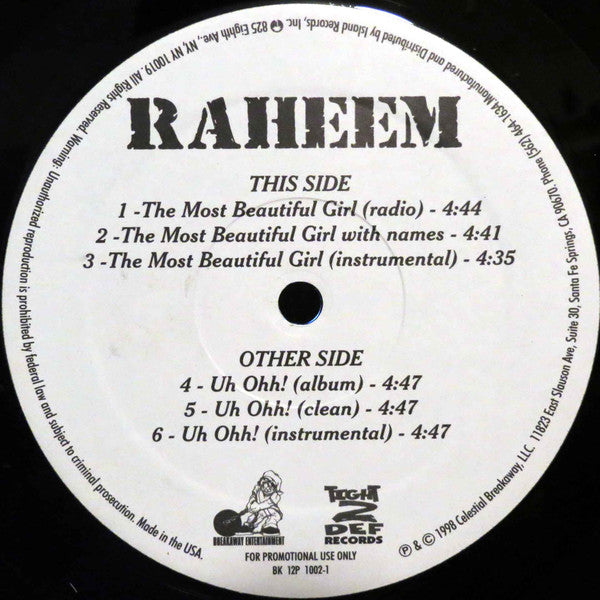 RAHEEM
THIS SIDE
1 -The Most Beautiful Girl (radio) - 4:44
2 -The Most Beautiful Girl with names - 4:41
3 -The Most Beautiful Girl (instrumental) - 4:35
OTHER SIDE
4 - Uh Ohh! (album) - 4:47
5 - Uh Ohh! (clean) - 4:47
6 - Uh Ohh! (instrumental) - 4:47
BREAKAWAY ENTERTAINMENT
TIGHT
2
DEF
RECORDS
FOR PROMOTIONAL USE ONLY
BK 12P 1002-1
℗ & © 1998 Celestial Breakaway, LLC 11823 East Slauson Ave, Suite 30, Santa Fe Springs, CA 90670. Phone (562) 464-1634 Manufactured and Distributed by Island Records, Inc. 825 Eighth Ave., NY, NY 10019. All Rights Reserved. Warning: Unauthorized reproduction is prohibited by federal law and subject to criminal prosecution. Made in the USA.